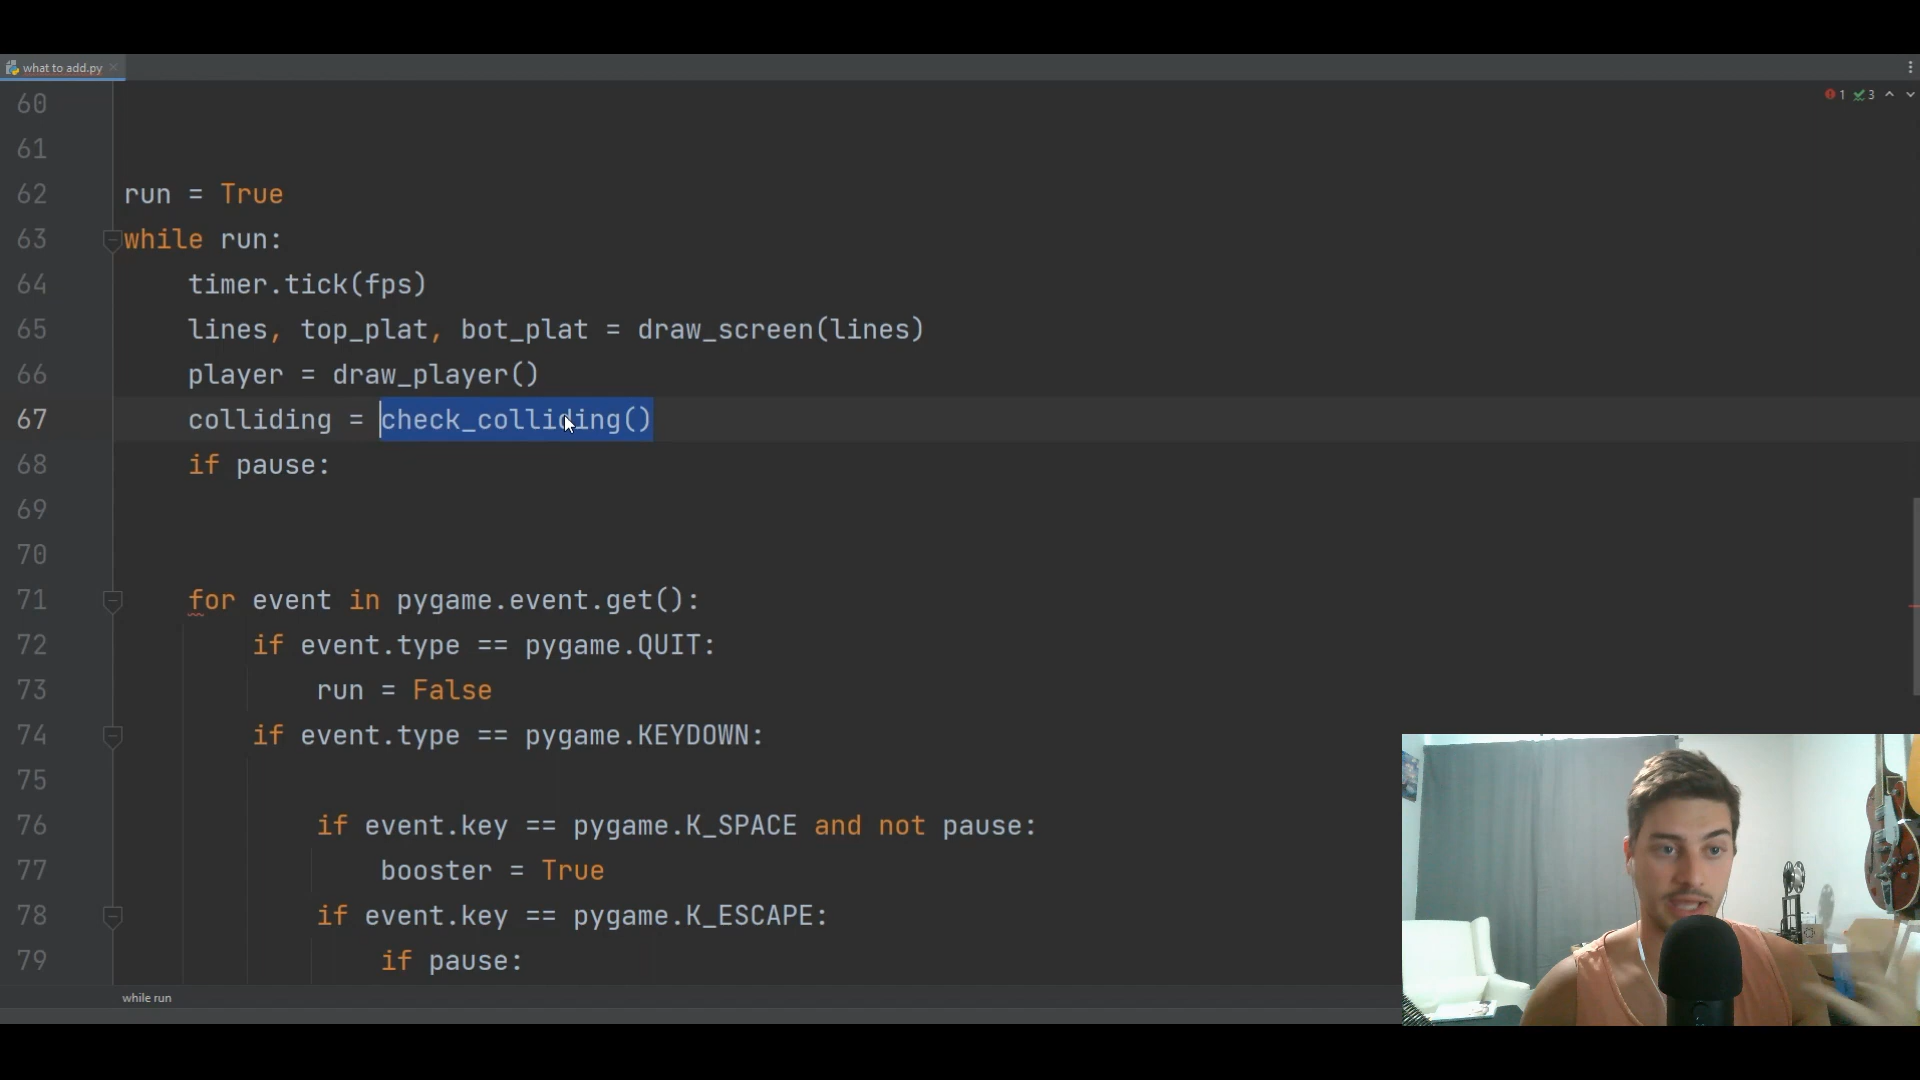 what to add.py
1 3
60
61
62 run = True
63 while run:
64 timer.tick(fps)
65 lines, top_plat, bot_plat = draw_screen(lines)
66 player = draw_player()
67 colliding = check_colliding()
68 if pause:
69
70
71 for event in pygame.event.get():
72 if event.type == pygame.QUIT:
73 run = False
74 if event.type == pygame.KEYDOWN:
75
76 if event.key == pygame.K_SPACE and not pause:
77 booster = True
78 if event.key == pygame.K_ESCAPE:
79 if pause:
while run